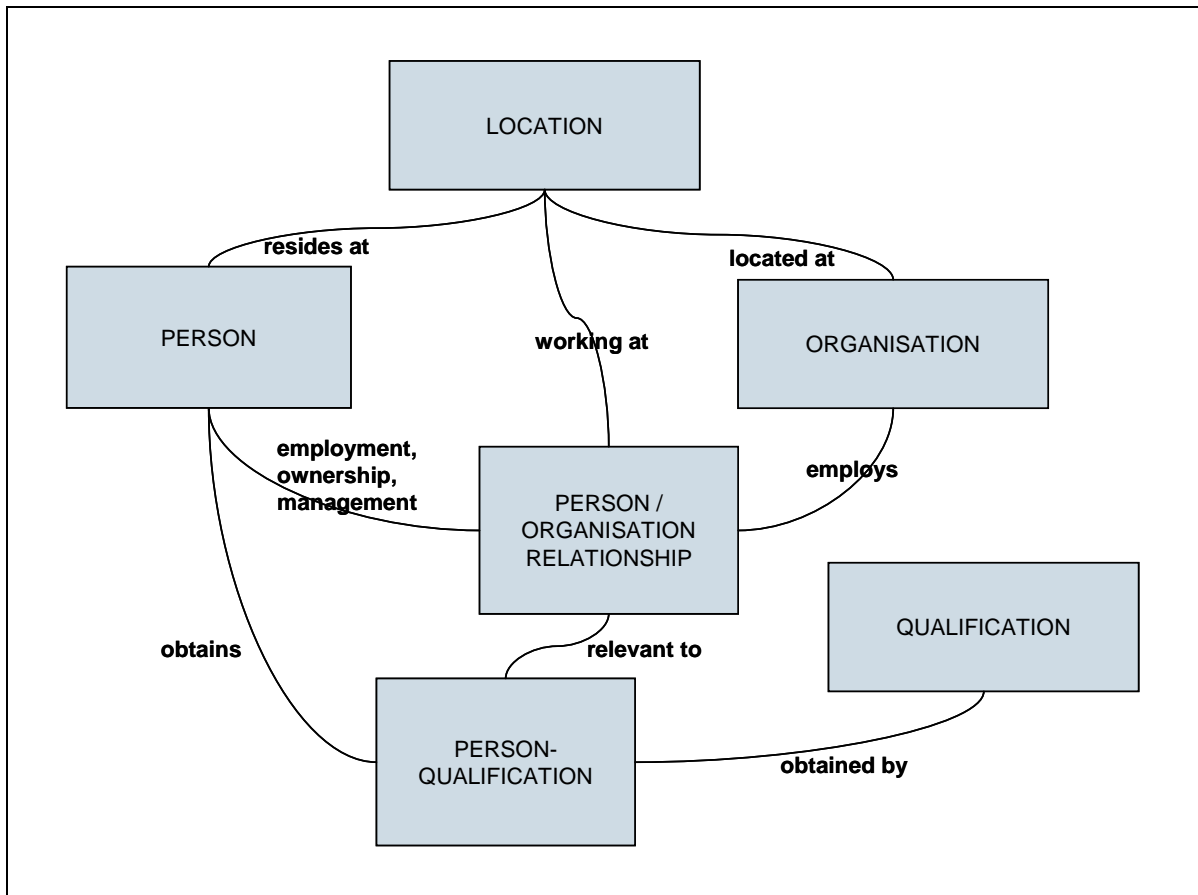 LOCATION
resides at
located at
PERSON
working at
ORGANISATION
employment,
ownership,
management
employs
PERSON /
ORGANISATION
RELATIONSHIP
QUALIFICATION
obtains
relevant to
PERSON-
QUALIFICATION
obtained by